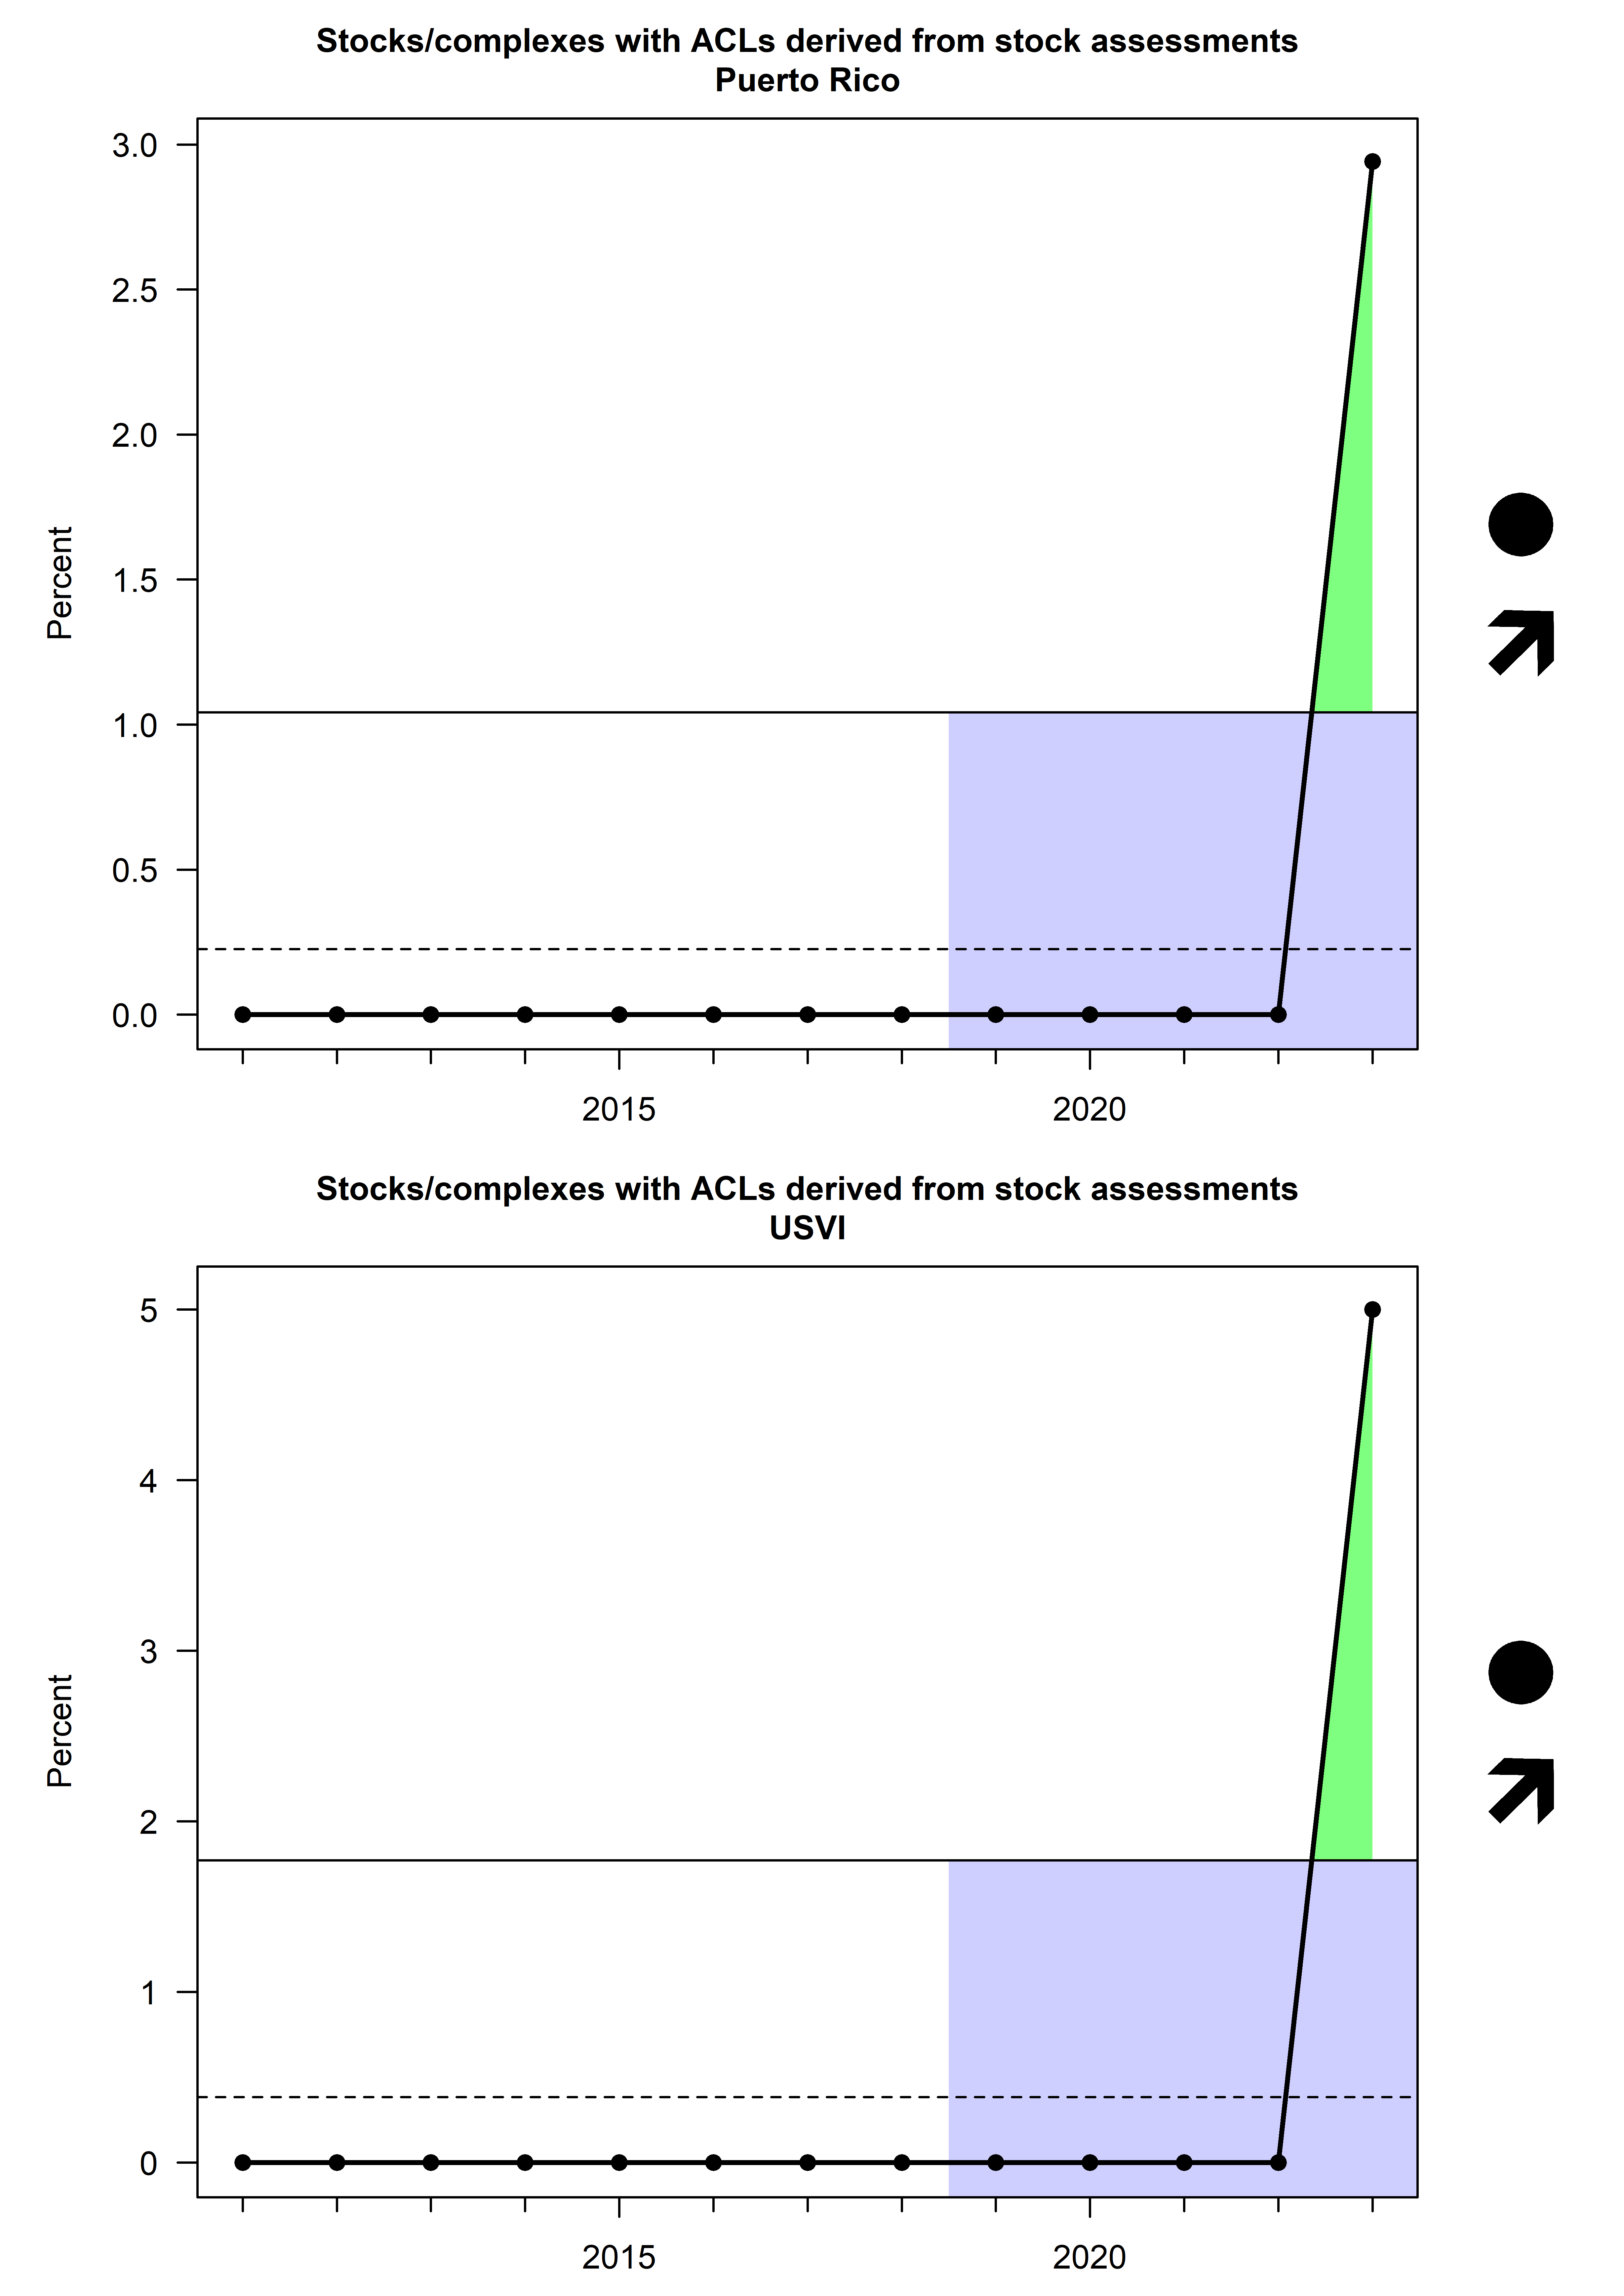 Stocks/complexes with ACLs derived from stock assessments
Puerto Rico
3.0
2.5
2.0
1.5
1.0
0.5
0.0
Percent
2015 2020
Stocks/complexes with ACLs derived from stock assessments
USVI
5
4
3
2
1
0
Percent
2015 2020